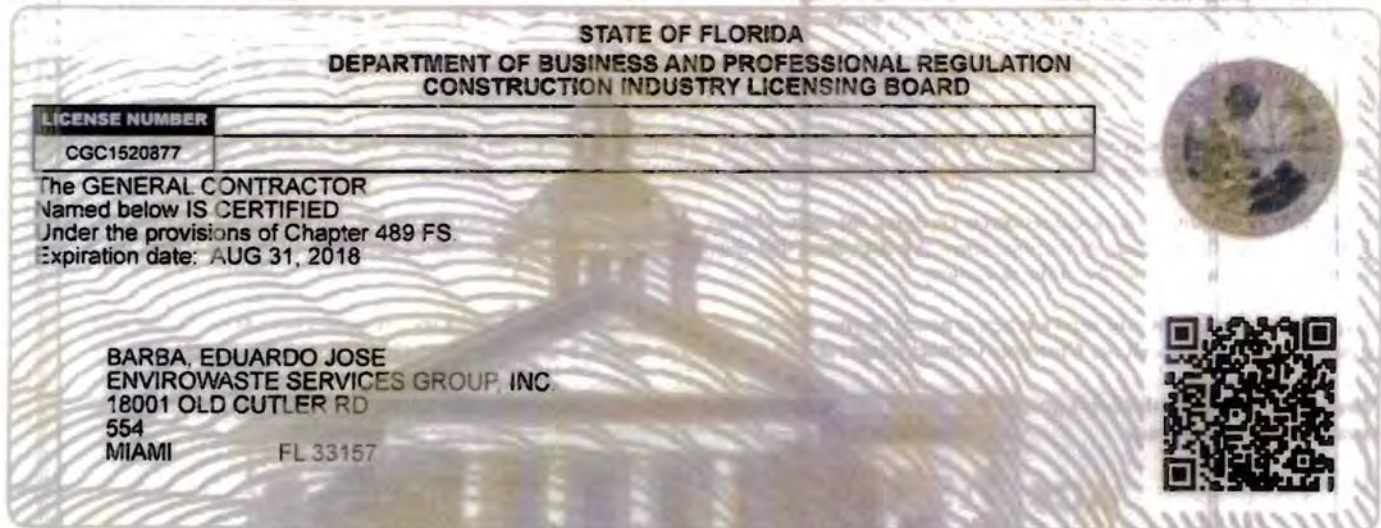 STATE OF FLORIDA
DEPARTMENT OF BUSINESS AND PROFESSIONAL REGULATION
CONSTRUCTION INDUSTRY LICENSING BOARD
LICENSE NUMBER
CGC1520877
The GENERAL CONTRACTOR
Named below IS CERTIFIED
Under the provisions of Chapter 489 FS.
Expiration date: AUG 31, 2018
BARBA, EDUARDO JOSE
ENVIROWASTE SERVICES GROUP, INC.
18001 OLD CUTLER RD
554
MIAMI FL 33157